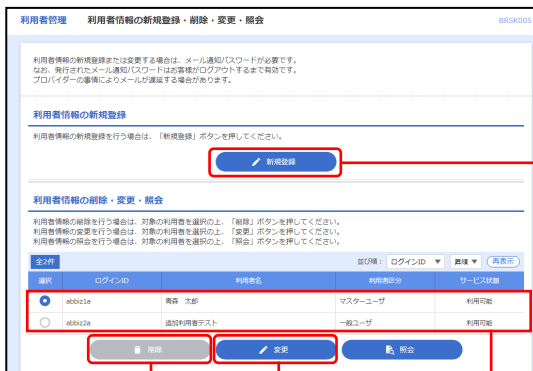 利用者管理 利用者情報の新規登録・削除・変更・照会 BRSK005
利用者情報の新規登録または変更する場合は、メール通知パスワードが必要です。
なお、発行されたメール通知パスワードはお客様がログアウトするまで有効です。
プロバイダーの事情によりメールが遅延する場合があります。
利用者情報の新規登録
利用者情報の新規登録を行う場合は、「新規登録」ボタンを押してください。
新規登録
利用者情報の削除・変更・照会
利用者情報の削除を行う場合は、対象の利用者を選択の上、「削除」ボタンを押してください。
利用者情報の変更を行う場合は、対象の利用者を選択の上、「変更」ボタンを押してください。
利用者情報の照会を行う場合は、対象の利用者を選択の上、「照会」ボタンを押してください。
全2件 並び順： ログインID ▼ 昇順 ▼ 再表示
選択 ログインID 利用者名 利用者区分 サービス状態
abbiz1a 青森 太郎 マスターユーザ 利用可能
abbiz2a 追加利用者テスト 一般ユーザ 利用可能
削除 変更 照会